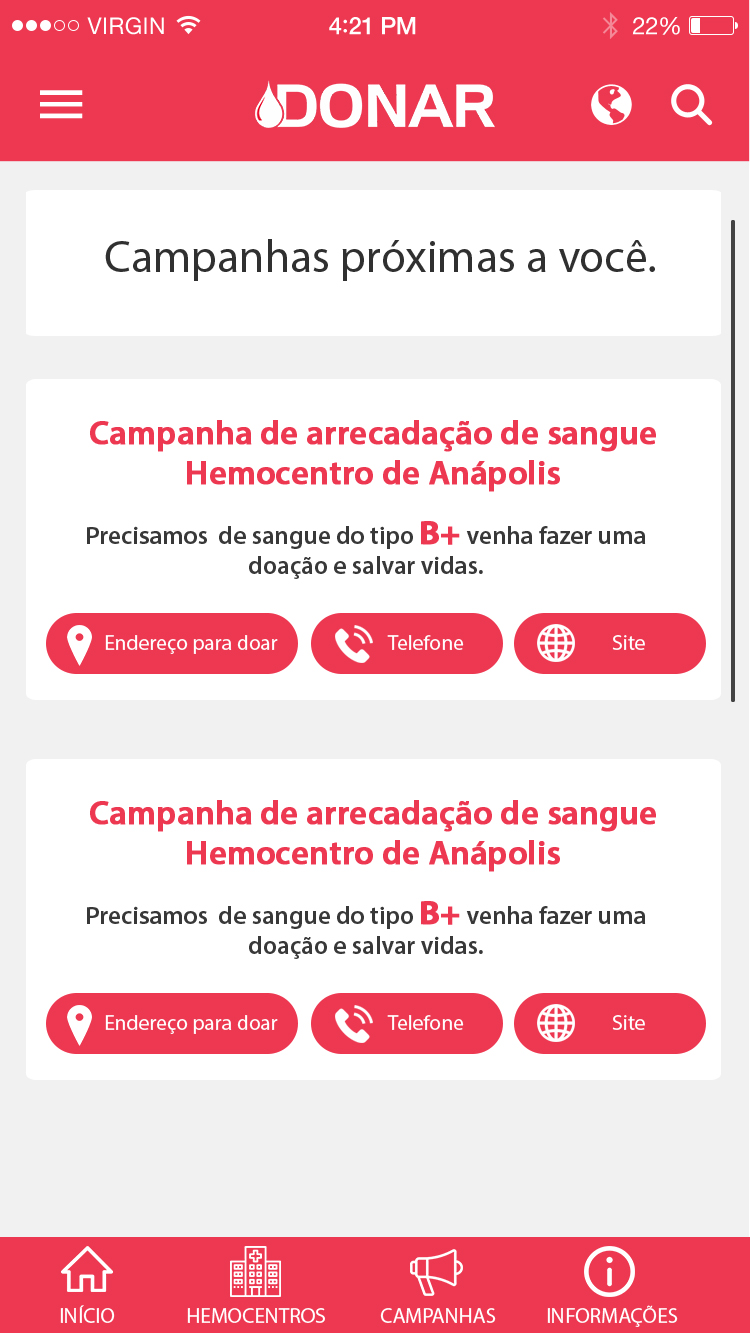 VIRGIN 4:21 PM 22%
DONAR
Campanhas próximas a você.
Campanha de arrecadação de sangue
Hemocentro de Anápolis
Precisamos de sangue do tipo B+ venha fazer uma
doação e salvar vidas.
Endereço para doar Telefone Site
Campanha de arrecadação de sangue
Hemocentro de Anápolis
Precisamos de sangue do tipo B+ venha fazer uma
doação e salvar vidas.
Endereço para doar Telefone Site
INÍCIO HEMOCENTROS CAMPANHAS INFORMAÇÕES